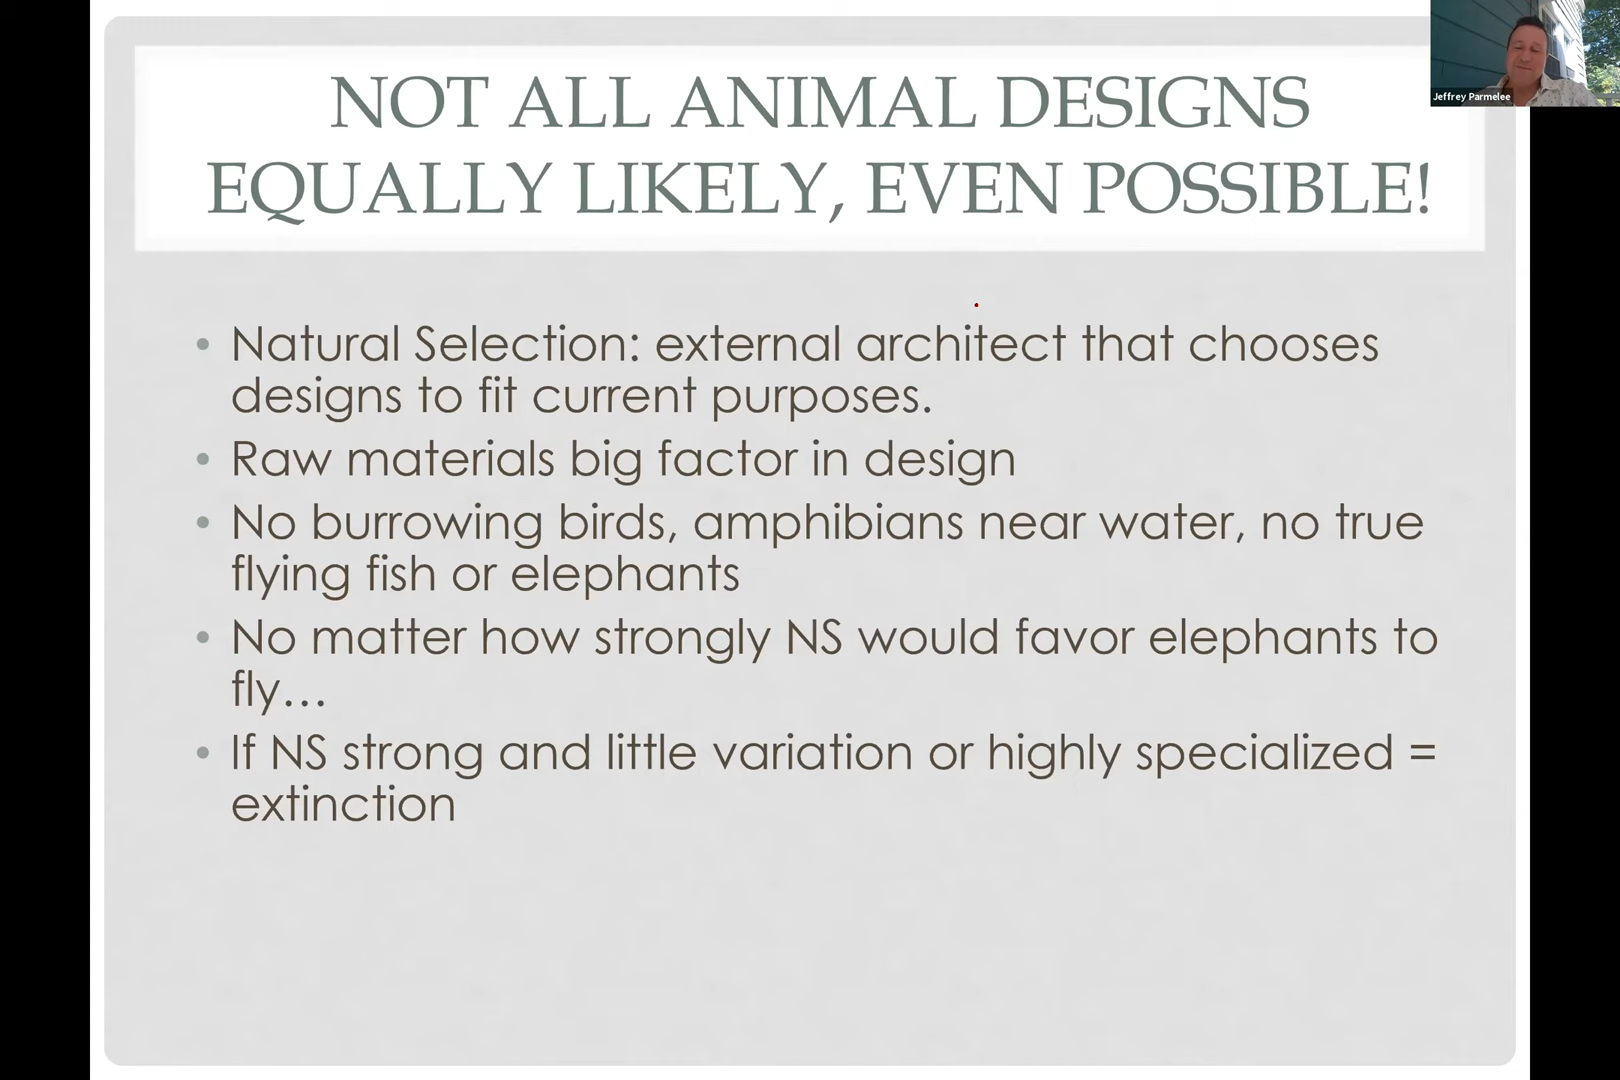 NOT ALL ANIMAL DESIGNS
EQUALLY LIKELY, EVEN POSSIBLE!
Jeffrey Parmelee
• Natural Selection: external architect that chooses
designs to fit current purposes.
• Raw materials big factor in design
• No burrowing birds, amphibians near water, no true
flying fish or elephants
• No matter how strongly NS would favor elephants to
fly…
• If NS strong and little variation or highly specialized =
extinction